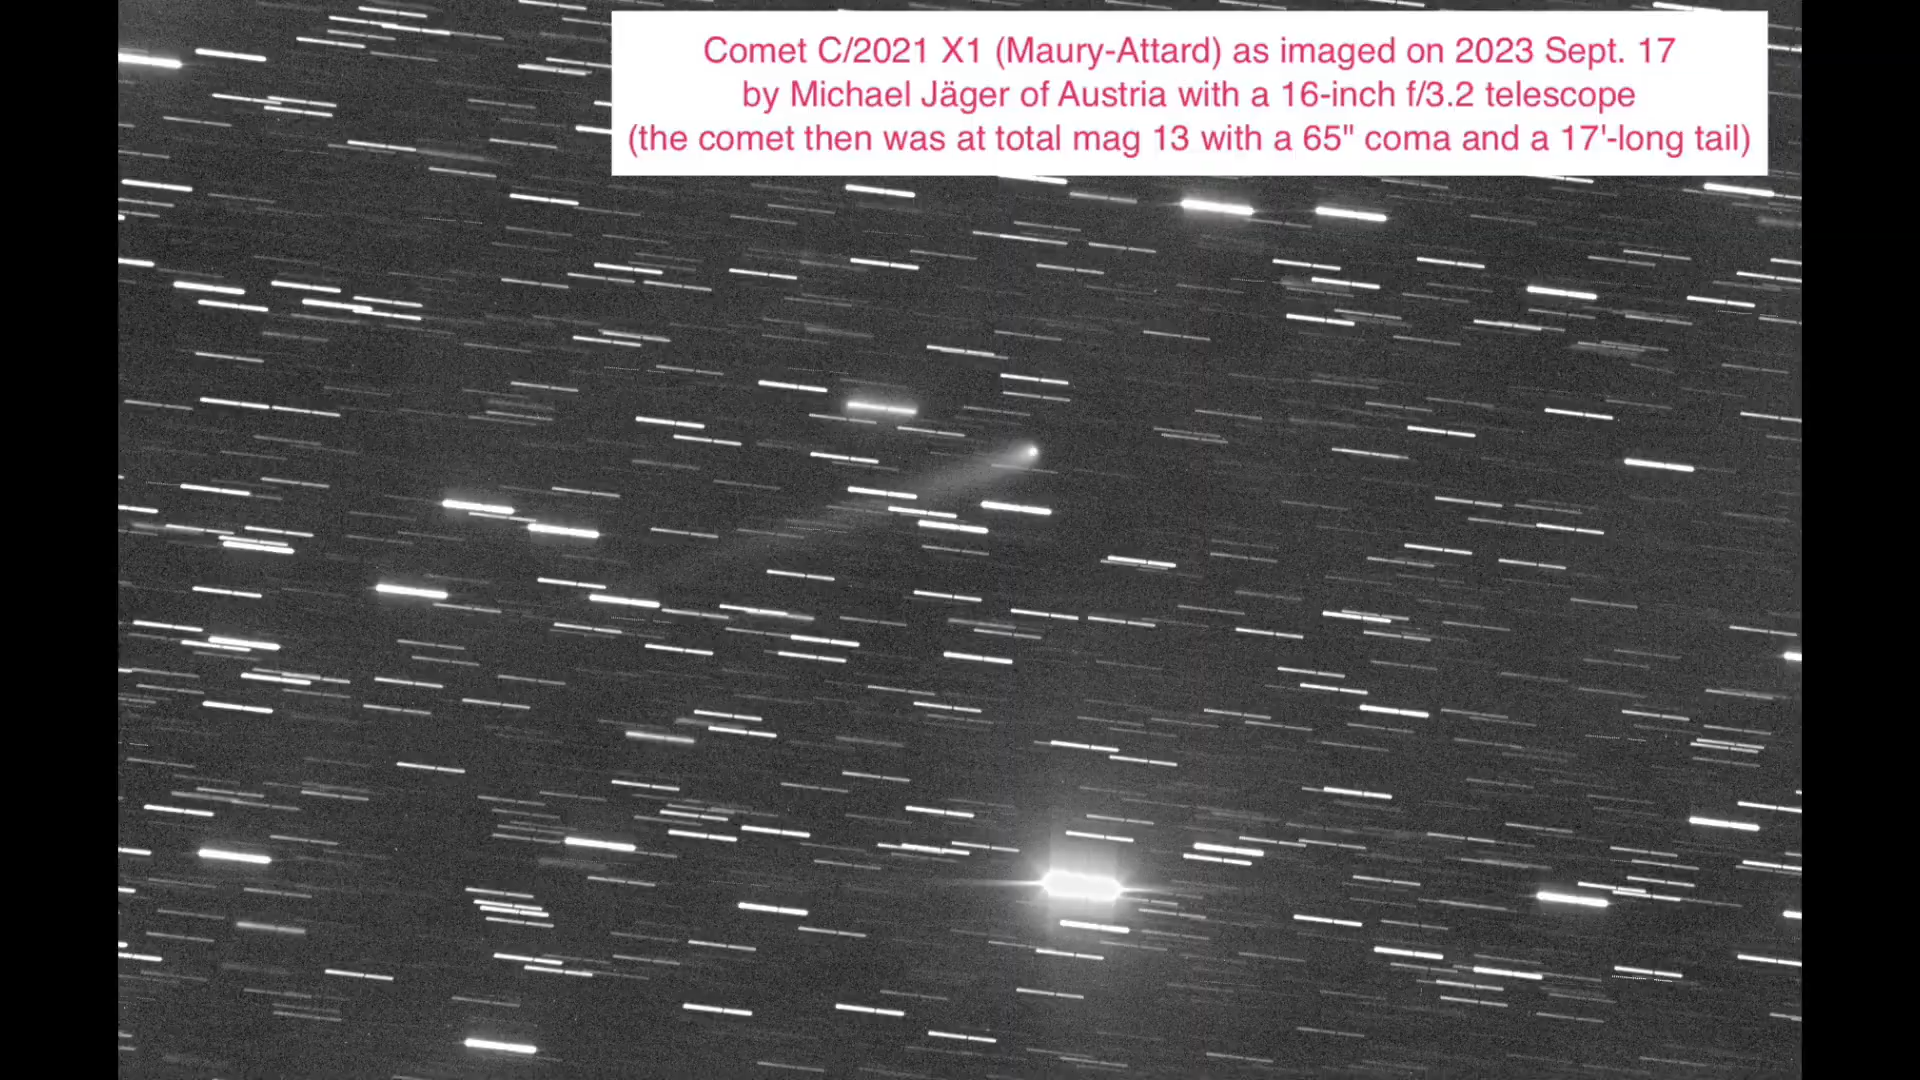 Comet C/2021 X1 (Maury-Attard) as imaged on 2023 Sept. 17
by Michael Jäger of Austria with a 16-inch f/3.2 telescope
(the comet then was at total mag 13 with a 65" coma and a 17'-long tail)